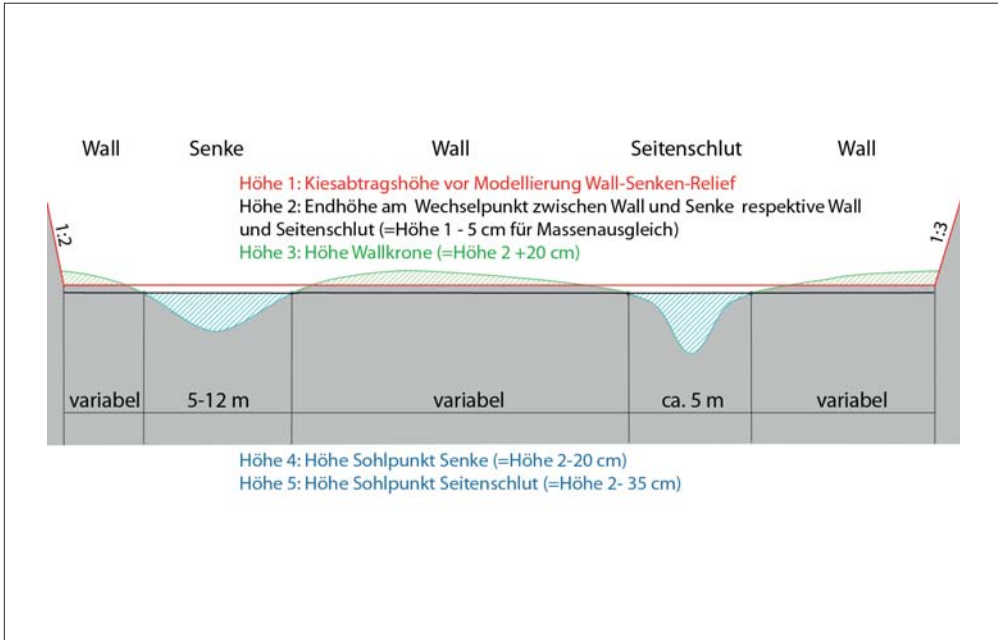 Wall Senke Wall Seitenschlut Wall
Höhe 1: Kiesabtragshöhe vor Modellierung Wall-Senken-Relief
Höhe 2: Endhöhe am Wechselpunkt zwischen Wall und Senke respektive Wall
und Seitenschlut (=Höhe 1 - 5 cm für Massenausgleich)
Höhe 3: Höhe Wallkrone (=Höhe 2 +20 cm)
1:2
1:3
variabel 5-12 m variabel ca. 5 m variabel
Höhe 4: Höhe Sohlpunkt Senke (=Höhe 2-20 cm)
Höhe 5: Höhe Sohlpunkt Seitenschlut (=Höhe 2- 35 cm)